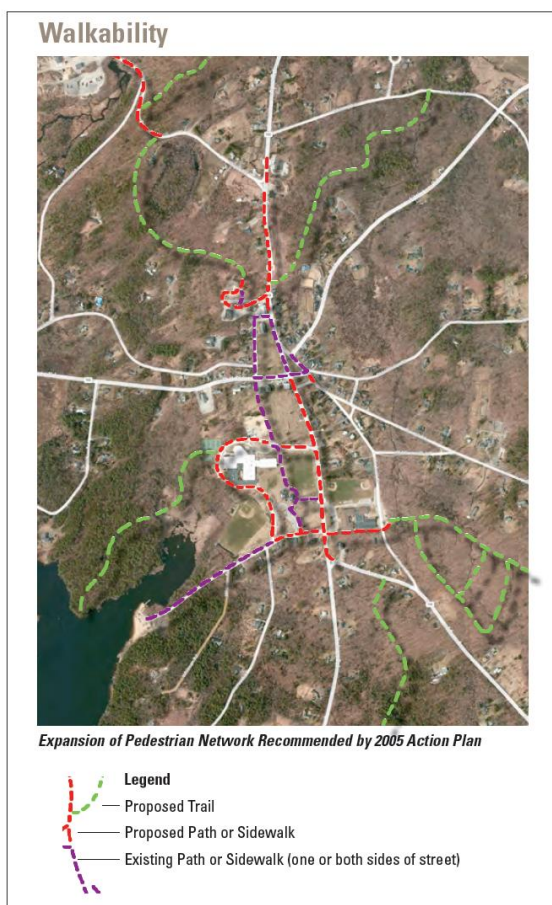 Walkability
Expansion of Pedestrian Network Recommended by 2005 Action Plan
Legend
Proposed Trail
Proposed Path or Sidewalk
Existing Path or Sidewalk (one or both sides of street)